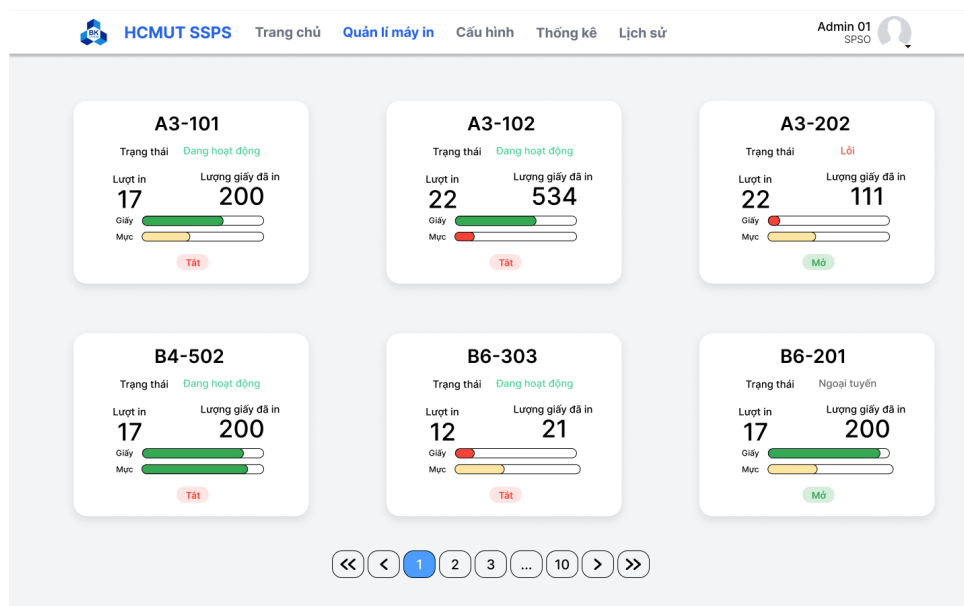 BK
HCMUT SSPS Trang chủ Quản lí máy in Cấu hình Thống kê Lịch sử Admin 01
SPSO
A3-101 A3-102 A3-202
Trạng thái Đang hoạt động Trạng thái Đang hoạt động Trạng thái Lỗi
Lượt in Lượng giấy đã in Lượt in Lượng giấy đã in Lượt in Lượng giấy đã in
17 200 22 534 22 111
Giấy Giấy Giấy
Mực Mực Mực
Tắt Tắt Mở
B4-502 B6-303 B6-201
Trạng thái Đang hoạt động Trạng thái Đang hoạt động Trạng thái Ngoại tuyến
Lượt in Lượng giấy đã in Lượt in Lượng giấy đã in Lượt in Lượng giấy đã in
17 200 12 21 17 200
Giấy Giấy Giấy
Mực Mực Mực
Tắt Tắt Mở
1 2 3 ... 10